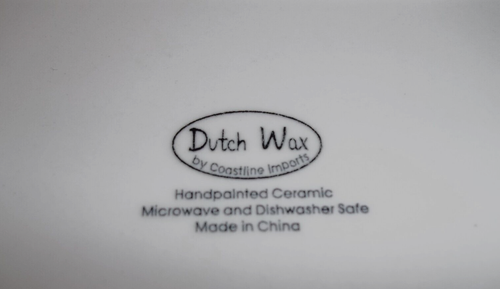 Dutch Wax
by Coastline Imports
Handpainted Ceramic
Microwave and Dishwasher Safe
Made in China